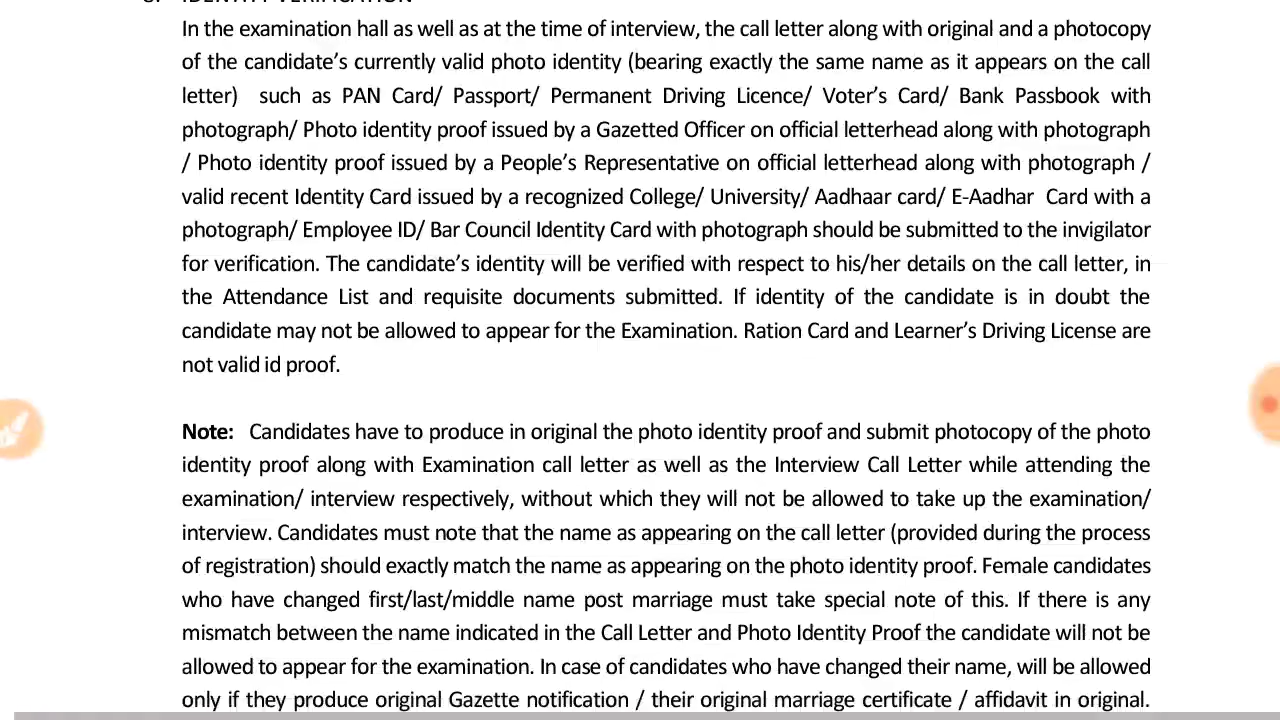 IDENTITY VERIFICATION
In the examination hall as well as at the time of interview, the call letter along with original and a photocopy
of the candidate’s currently valid photo identity (bearing exactly the same name as it appears on the call
letter) such as PAN Card/ Passport/ Permanent Driving Licence/ Voter’s Card/ Bank Passbook with
photograph/ Photo identity proof issued by a Gazetted Officer on official letterhead along with photograph
/ Photo identity proof issued by a People’s Representative on official letterhead along with photograph /
valid recent Identity Card issued by a recognized College/ University/ Aadhaar card/ E-Aadhar Card with a
photograph/ Employee ID/ Bar Council Identity Card with photograph should be submitted to the invigilator
for verification. The candidate’s identity will be verified with respect to his/her details on the call letter, in
the Attendance List and requisite documents submitted. If identity of the candidate is in doubt the
candidate may not be allowed to appear for the Examination. Ration Card and Learner’s Driving License are
not valid id proof.
Note: Candidates have to produce in original the photo identity proof and submit photocopy of the photo
identity proof along with Examination call letter as well as the Interview Call Letter while attending the
examination/ interview respectively, without which they will not be allowed to take up the examination/
interview. Candidates must note that the name as appearing on the call letter (provided during the process
of registration) should exactly match the name as appearing on the photo identity proof. Female candidates
who have changed first/last/middle name post marriage must take special note of this. If there is any
mismatch between the name indicated in the Call Letter and Photo Identity Proof the candidate will not be
allowed to appear for the examination. In case of candidates who have changed their name, will be allowed
only if they produce original Gazette notification / their original marriage certificate / affidavit in original.